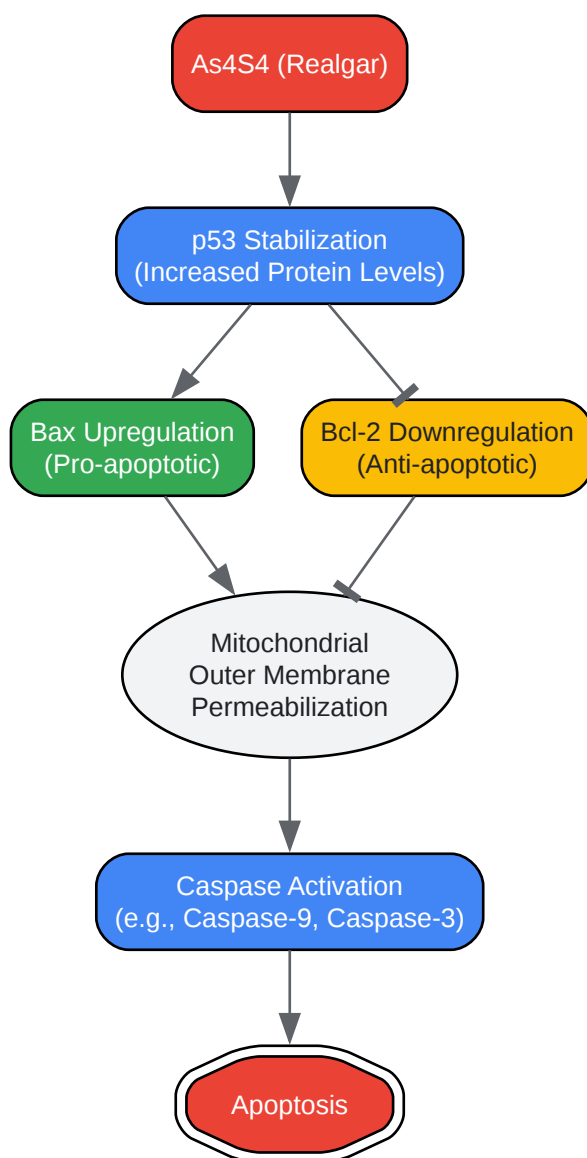 As4S4 (Realgar)
p53 Stabilization
(Increased Protein Levels)
Bax Upregulation
(Pro-apoptotic)
Bcl-2 Downregulation
(Anti-apoptotic)
Mitochondrial
Outer Membrane
Permeabilization
Caspase Activation
(e.g., Caspase-9, Caspase-3)
Apoptosis